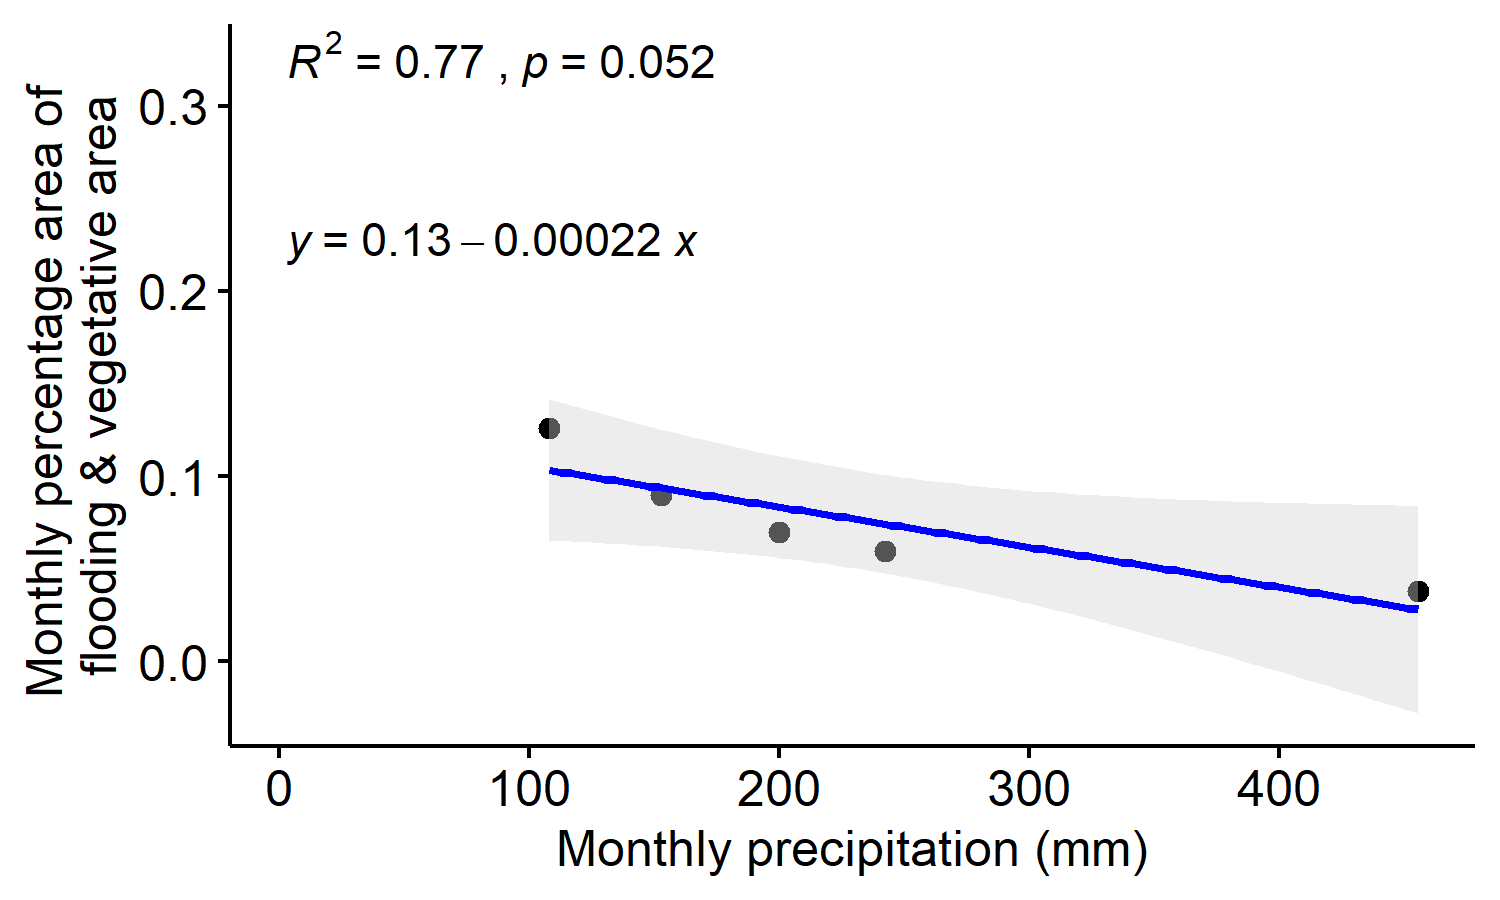 R² = 0.77 , p = 0.052
y = 0.13 – 0.00022 x
Monthly percentage area of
flooding & vegetative area
0.3
0.2
0.1
0.0
0 100 200 300 400
Monthly precipitation (mm)